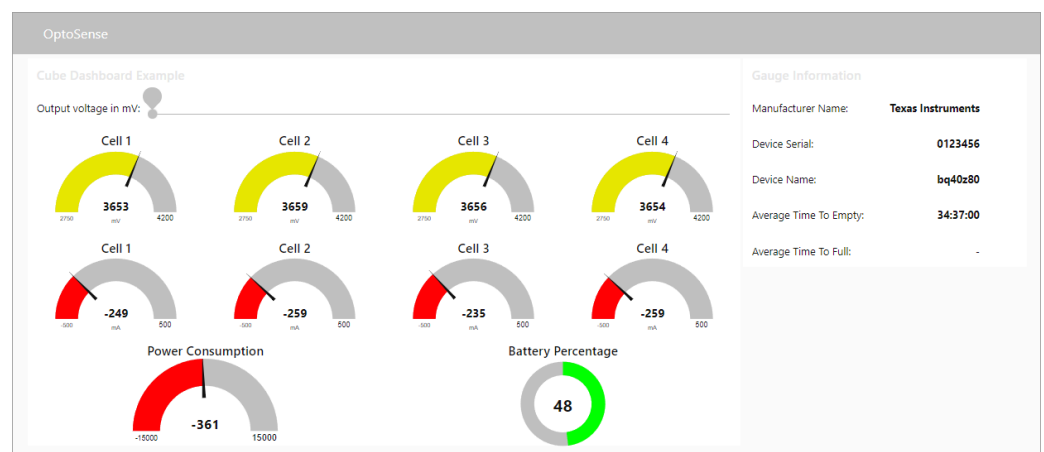 OptoSense
Cube Dashboard Example
Output voltage in mV:
Cell 1 Cell 2 Cell 3 Cell 4
3653 3659 3656 3654
2750 mV 4200 2750 mV 4200 2750 mV 4200 2750 mV 4200
Cell 1 Cell 2 Cell 3 Cell 4
-249 -259 -235 -259
-500 mA 500 -500 mA 500 -500 mA 500 -500 mA 500
Power Consumption Battery Percentage
-361 48
-15000 15000
Gauge Information
Manufacturer Name: Texas Instruments
Device Serial: 0123456
Device Name: bq40z80
Average Time To Empty: 34:37:00
Average Time To Full: -